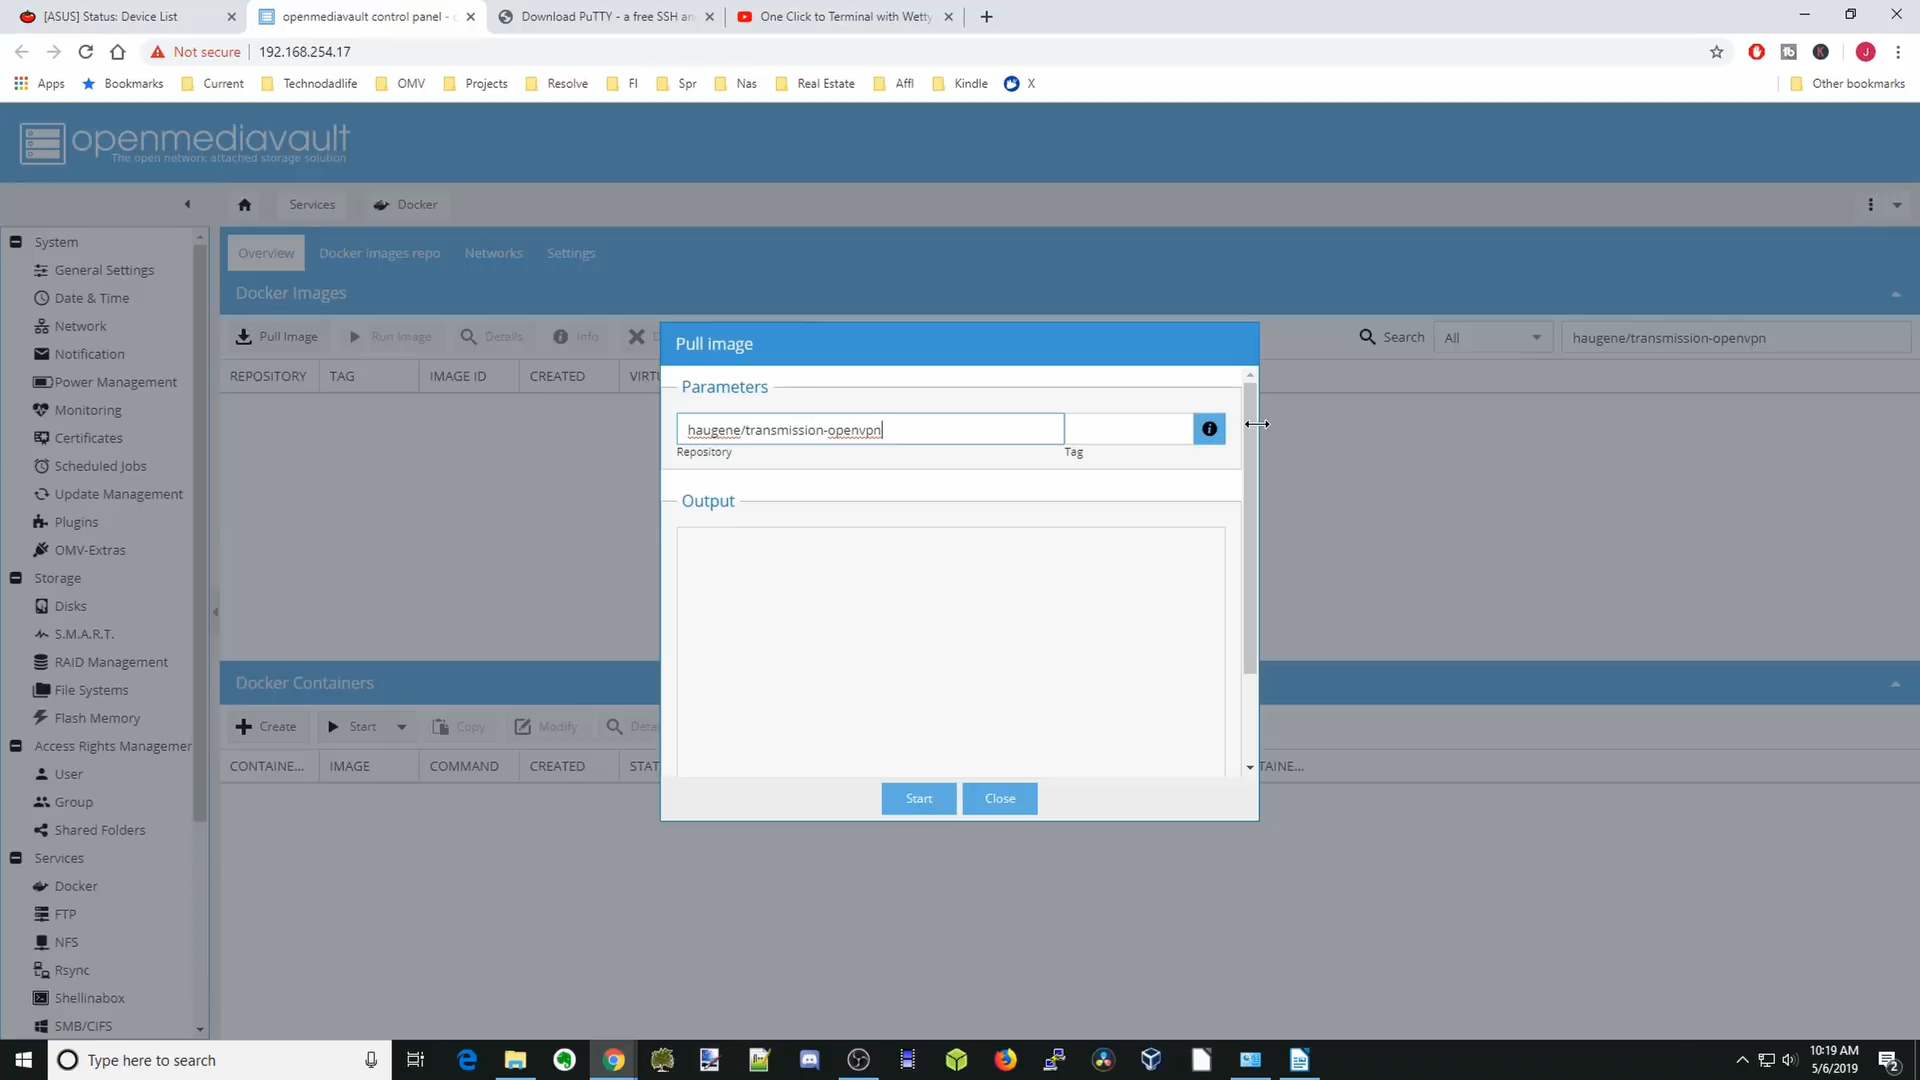 [ASUS] Status: Device List
openmediavault control panel -
Download PuTTY - a free SSH an
One Click to Terminal with Wetty
Not secure
192.168.254.17
Apps
Bookmarks
Current
Technodadlife
OMV
Projects
Resolve
FI
Spr
Nas
Real Estate
Affl
Kindle
X
Other bookmarks
openmediavault
The open network attached storage solution
Services
Docker
System
General Settings
Date & Time
Network
Notification
Power Management
Monitoring
Certificates
Scheduled Jobs
Update Management
Plugins
OMV-Extras
Storage
Disks
S.M.A.R.T.
RAID Management
File Systems
Flash Memory
Access Rights Managemer
User
Group
Shared Folders
Services
Docker
FTP
NFS
Rsync
Shellinabox
SMB/CIFS
Overview
Docker images repo
Networks
Settings
Docker Images
Pull Image
Run Image
Details
Info
Search
All
haugene/transmission-openvpn
REPOSITORY
TAG
IMAGE ID
CREATED
VIRTU
Pull image
Parameters
haugene/transmission-openvpn
Repository
Tag
Output
Start
Close
Docker Containers
Create
Start
Copy
Modify
Detai
CONTAINE...
IMAGE
COMMAND
CREATED
STAT
TAINE...
Type here to search
10:19 AM
5/6/2019
2